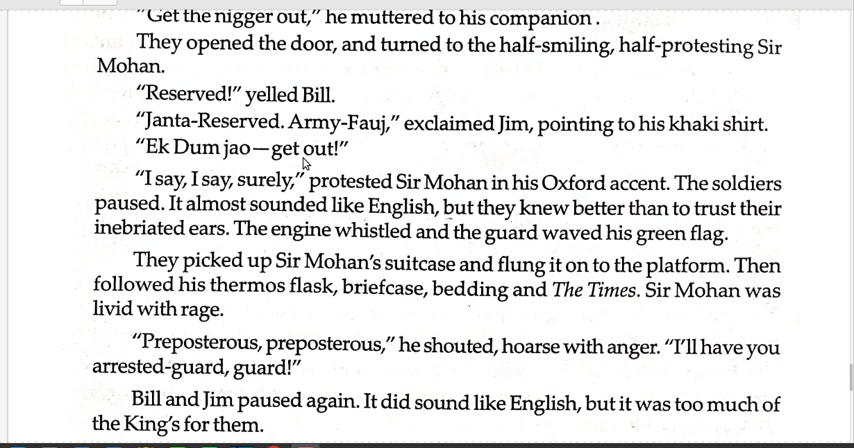 "Get the nigger out," he muttered to his companion .
They opened the door, and turned to the half-smiling, half-protesting Sir
Mohan.
"Reserved!" yelled Bill.
"Janta-Reserved. Army-Fauj," exclaimed Jim, pointing to his khaki shirt.
"Ek Dum jao—get out!"
"I say, I say, surely," protested Sir Mohan in his Oxford accent. The soldiers
paused. It almost sounded like English, but they knew better than to trust their
inebriated ears. The engine whistled and the guard waved his green flag.
They picked up Sir Mohan's suitcase and flung it on to the platform. Then
followed his thermos flask, briefcase, bedding and The Times. Sir Mohan was
livid with rage.
"Preposterous, preposterous," he shouted, hoarse with anger. "I'll have you
arrested-guard, guard!"
Bill and Jim paused again. It did sound like English, but it was too much of
the King's for them.